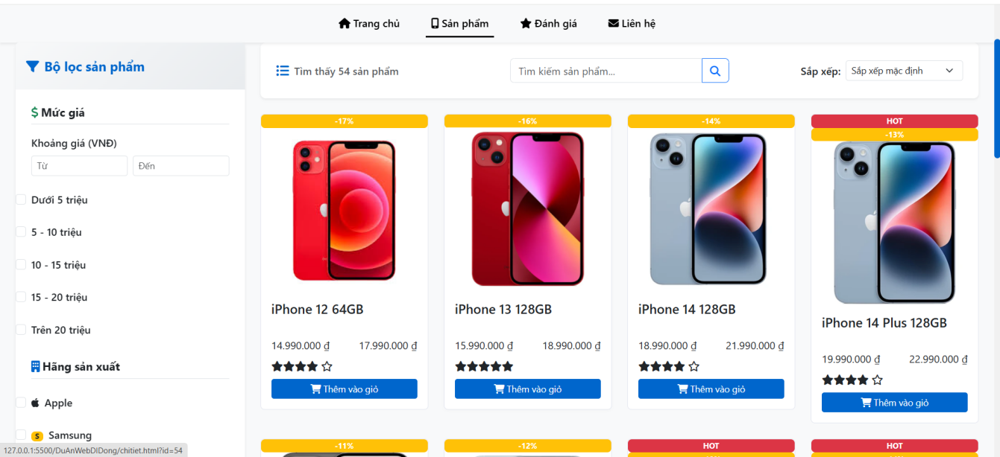 Trang chủ Sản phẩm Đánh giá Liên hệ
Bộ lọc sản phẩm
Tìm thấy 54 sản phẩm
Tìm kiếm sản phẩm...
Sắp xếp: Sắp xếp mặc định
Mức giá
Khoảng giá (VNĐ)
Từ Đến
Dưới 5 triệu
5 - 10 triệu
10 - 15 triệu
15 - 20 triệu
Trên 20 triệu
Hãng sản xuất
Apple
S Samsung
-17%
iPhone 12 64GB
14.990.000 ₫ 17.990.000 ₫
Thêm vào giỏ
-16%
iPhone 13 128GB
15.990.000 ₫ 18.990.000 ₫
Thêm vào giỏ
-14%
iPhone 14 128GB
18.990.000 ₫ 21.990.000 ₫
Thêm vào giỏ
HOT
-13%
iPhone 14 Plus 128GB
19.990.000 ₫ 22.990.000 ₫
Thêm vào giỏ
-11%
-12%
HOT
HOT
127.0.0.1:5500/DuAnWebDIDong/chitiet.html?id=54